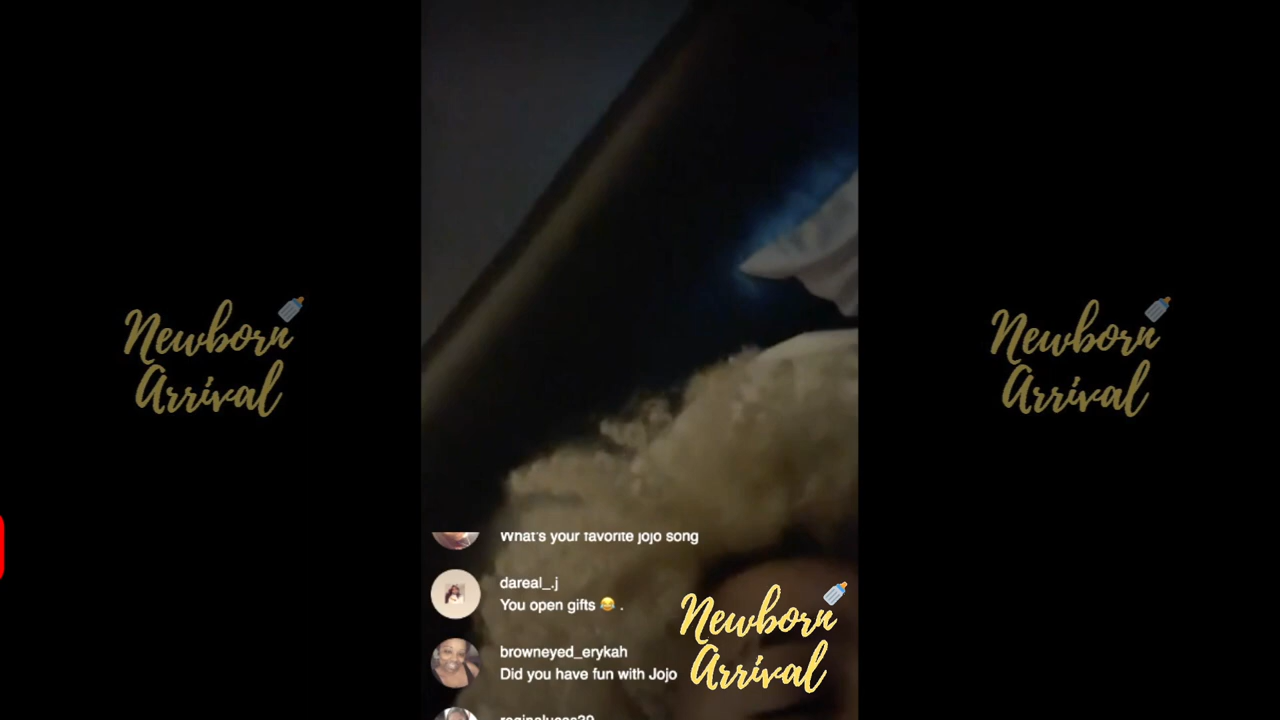 Newborn
Arrival
Newborn
Arrival
What's your favorite jojo song
dareal_.j
You open gifts 😂 .
browneyed_erykah
Did you have fun with Jojo
Newborn
Arrival